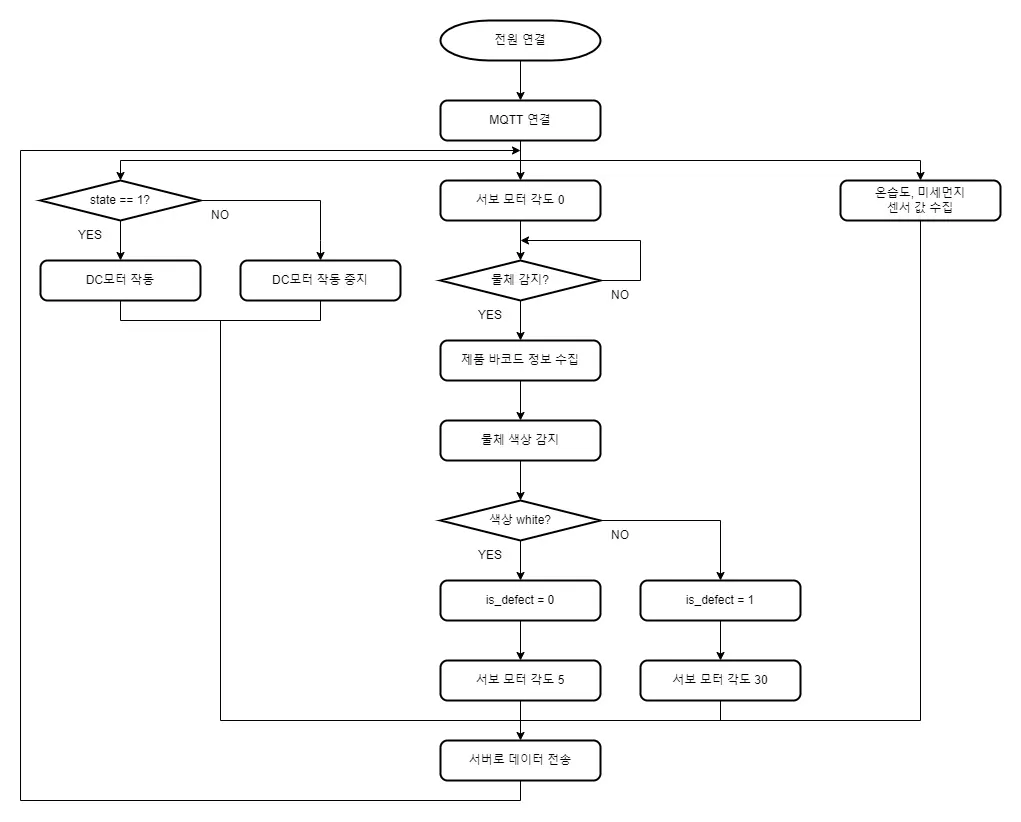 전원 연결
MQTT 연결
state == 1?
NO
YES
DC모터 작동
DC모터 작동 중지
서보 모터 각도 0
물체 감지?
NO
YES
제품 바코드 정보 수집
물체 색상 감지
색상 white?
NO
YES
is_defect = 0
is_defect = 1
서보 모터 각도 5
서보 모터 각도 30
온습도, 미세먼지
센서 값 수집
서버로 데이터 전송